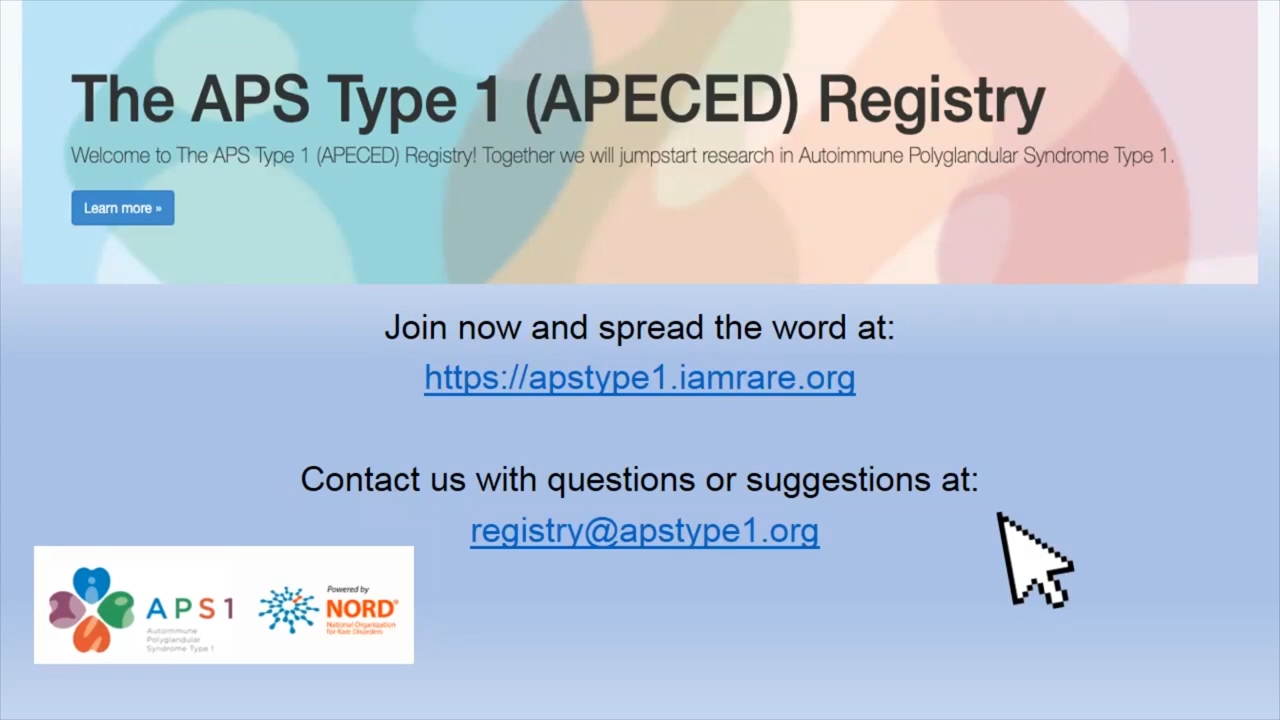 The APS Type 1 (APECED) Registry
Welcome to The APS Type 1 (APECED) Registry! Together we will jumpstart research in Autoimmune Polyglandular Syndrome Type 1.
Learn more »
Join now and spread the word at:
https://apstype1.iamrare.org
Contact us with questions or suggestions at:
registry@apstype1.org
APS1
Autoimmune
Polyglandular
Syndrome Type 1
Powered by
NORD®
National Organization
for Rare Disorders